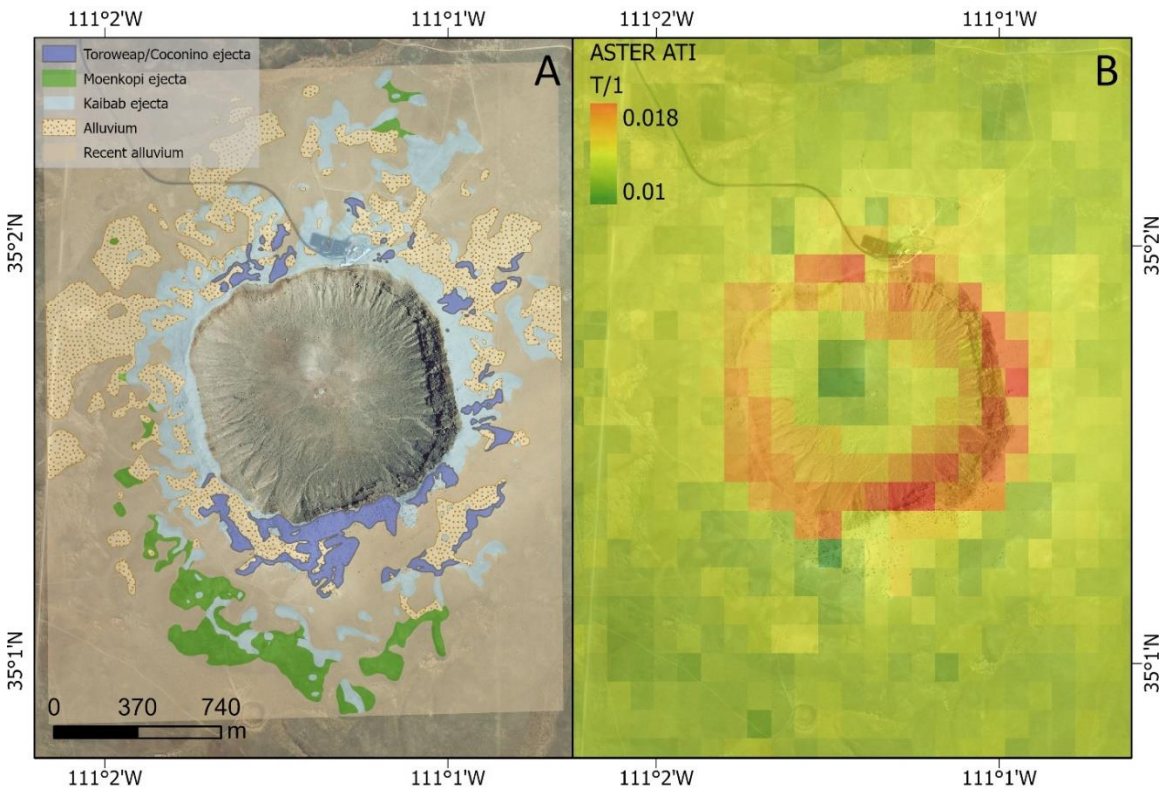 111°2'W
111°1'W
111°2'W
111°1'W
Toroweap/Coconino ejecta
Moenkopi ejecta
Kaibab ejecta
Alluvium
Recent alluvium
A
ASTER ATI
T/1
0.018
0.01
B
35°2'N
35°2'N
35°1'N
35°1'N
0 370 740
m
111°2'W
111°1'W
111°2'W
111°1'W